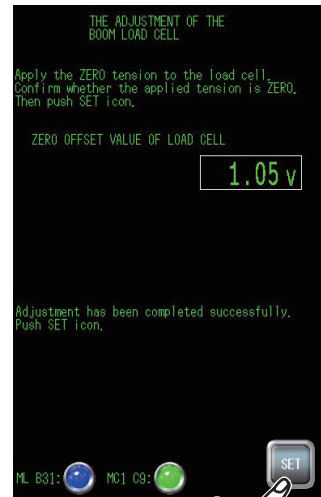 THE ADJUSTMENT OF THE
BOOM LOAD CELL
Apply the ZERO tension to the load cell.
Confirm whether the applied tension is ZERO.
Then push SET icon.
ZERO OFFSET VALUE OF LOAD CELL
1.05 v
Adjustment has been completed successfully.
Push SET icon.
SET
ML B31: MC1 C9: